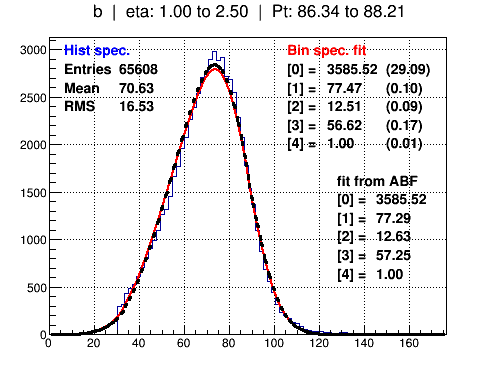 b | eta: 1.00 to 2.50 | Pt: 86.34 to 88.21
Hist spec.
Entries 65608
Mean 70.63
RMS 16.53
Bin spec. fit
[0] = 3585.52 (29.09)
[1] = 77.47 (0.10)
[2] = 12.51 (0.09)
[3] = 56.62 (0.17)
[4] = 1.00 (0.01)
fit from ABF
[0] = 3585.52
[1] = 77.29
[2] = 12.63
[3] = 57.25
[4] = 1.00
3000
2500
2000
1500
1000
500
0
0 20 40 60 80 100 120 140 160